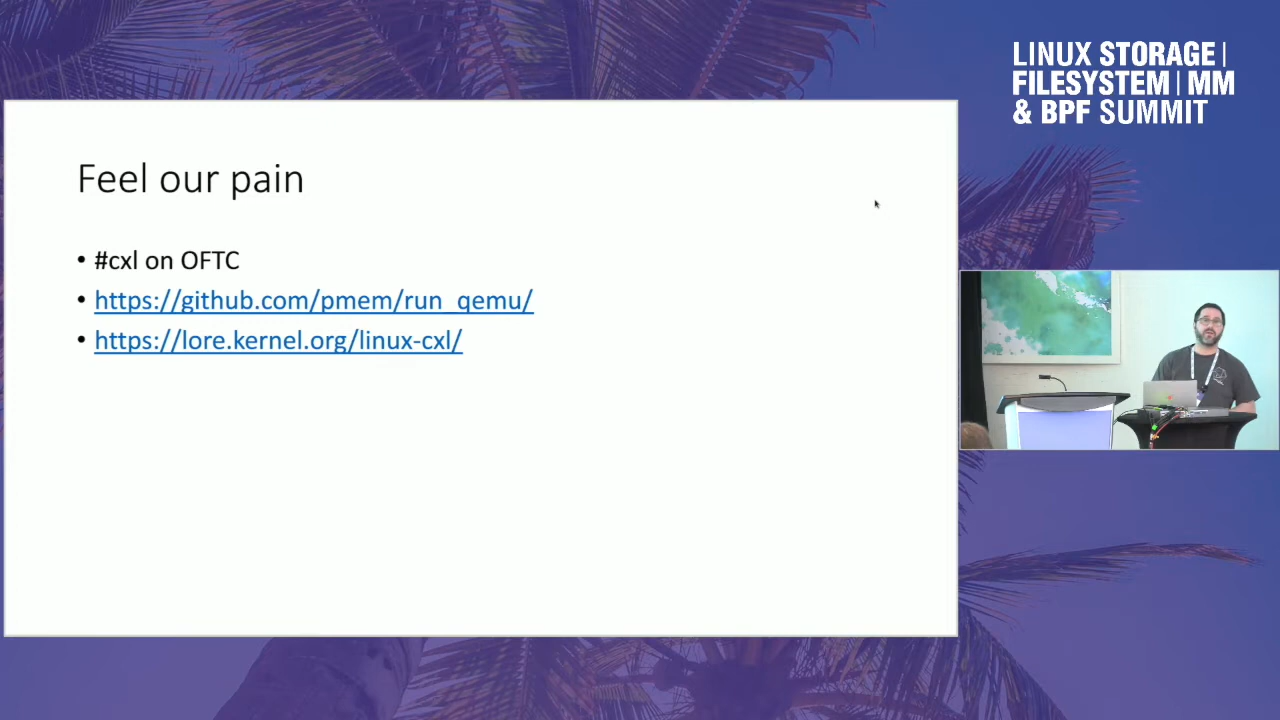 LINUX STORAGE |
FILESYSTEM | MM
& BPF SUMMIT
Feel our pain
• #cxl on OFTC
• https://github.com/pmem/run_qemu/
• https://lore.kernel.org/linux-cxl/